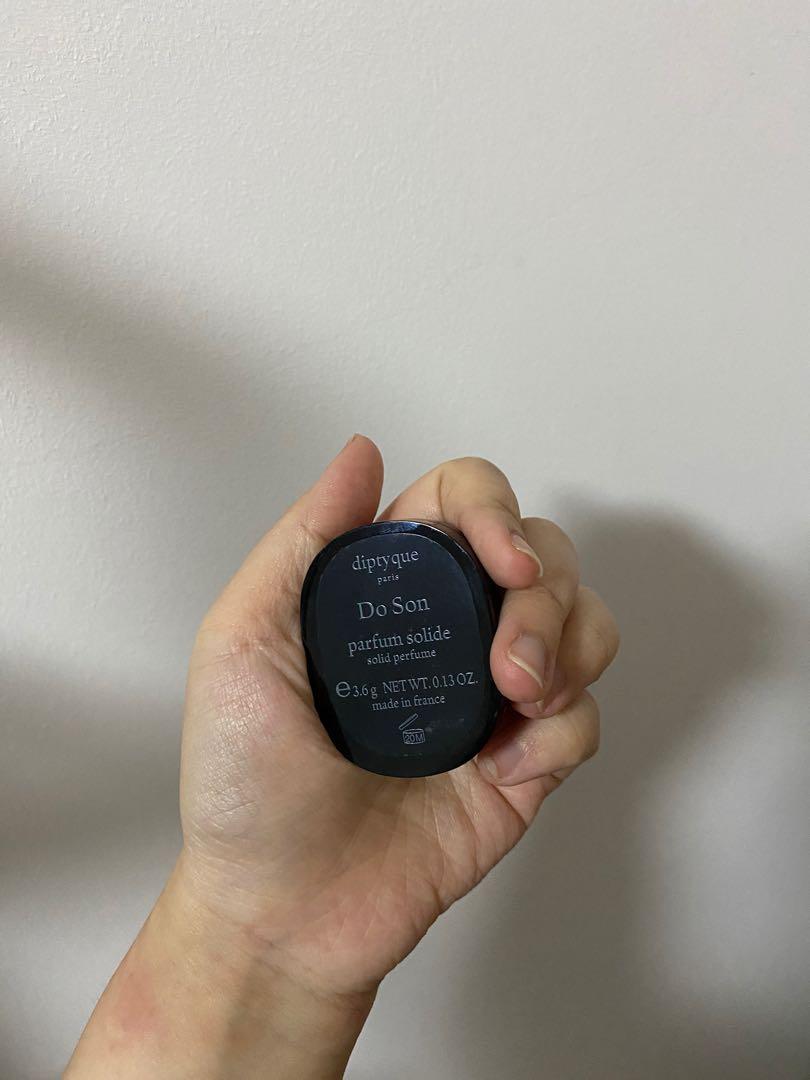 diptyque
paris
Do Son
parfum solide
solid perfume
℮ 3.6 g NET WT. 0.13 OZ.
made in france
20M